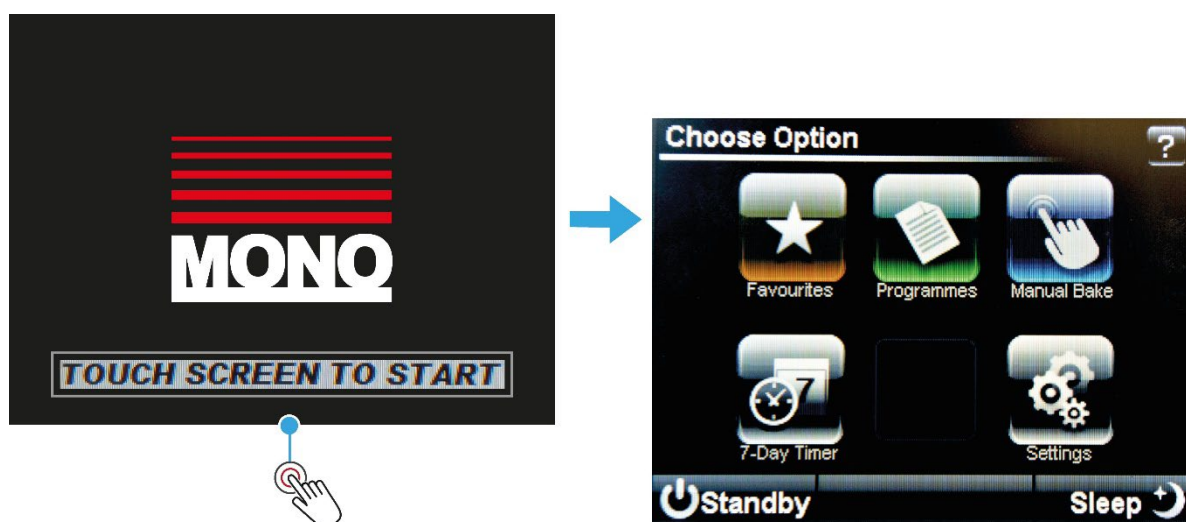 MONO
TOUCH SCREEN TO START
Choose Option ?
Favourites Programmes Manual Bake
7
7-Day Timer Settings
Standby Sleep